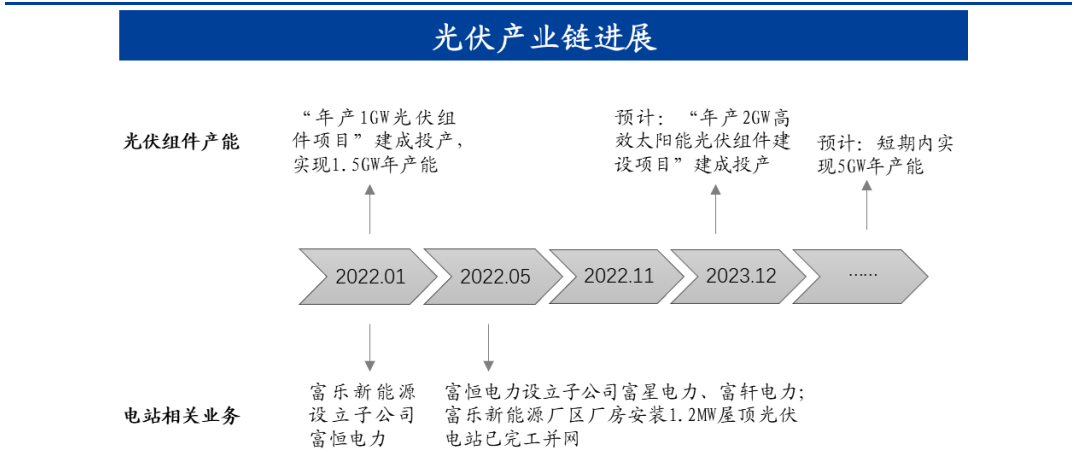 光伏产业链进展
光伏组件产能
“年产1GW光伏组
件项目”建成投产,
实现1.5GW年产能
预计: “年产2GW高
效太阳能光伏组件建
设项目”建成投产
预计: 短期内实
现5GW年产能
2022.01
2022.05
2022.11
2023.12
……
电站相关业务
富乐新能源
设立子公司
富恒电力
富恒电力设立子公司富星电力、富轩电力;
富乐新能源厂区厂房安装1.2MW屋顶光伏
电站已完工并网